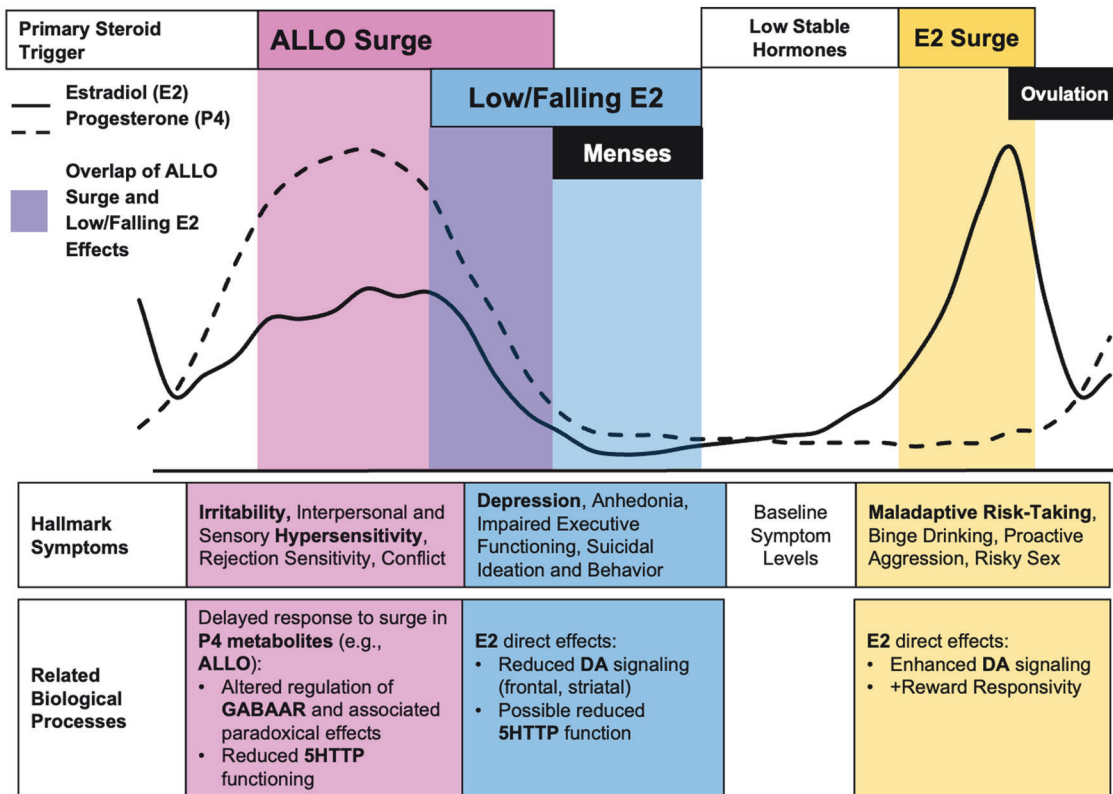 Primary Steroid
Trigger
ALLO Surge
Low Stable
Hormones
E2 Surge
Estradiol (E2)
Progesterone (P4)
Low/Falling E2
Ovulation
Menses
Overlap of ALLO
Surge and
Low/Falling E2
Effects
Hallmark
Symptoms
Irritability, Interpersonal and
Sensory Hypersensitivity,
Rejection Sensitivity, Conflict
Depression, Anhedonia,
Impaired Executive
Functioning, Suicidal
Ideation and Behavior
Baseline
Symptom
Levels
Maladaptive Risk-Taking,
Binge Drinking, Proactive
Aggression, Risky Sex
Related
Biological
Processes
Delayed response to surge in
P4 metabolites (e.g.,
ALLO):
• Altered regulation of
GABAAR and associated
paradoxical effects
• Reduced 5HTTP
functioning
E2 direct effects:
• Reduced DA signaling
(frontal, striatal)
• Possible reduced
5HTTP function
E2 direct effects:
• Enhanced DA signaling
• +Reward Responsivity